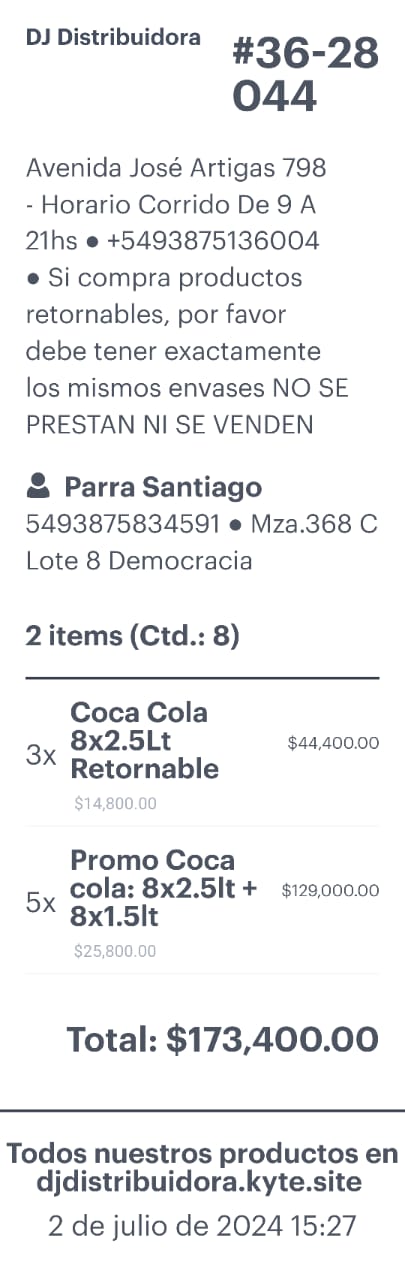 DJ Distribuidora
#36-28
044
Avenida José Artigas 798
- Horario Corrido De 9 A
21hs ● +5493875136004
● Si compra productos
retornables, por favor
debe tener exactamente
los mismos envases NO SE
PRESTAN NI SE VENDEN
Parra Santiago
5493875834591 ● Mza.368 C
Lote 8 Democracia
2 items (Ctd.: 8)
3x
Coca Cola
8x2.5Lt
Retornable
$44,400.00
$14,800.00
5x
Promo Coca
cola: 8x2.5lt +
8x1.5lt
$129,000.00
$25,800.00
Total: $173,400.00
Todos nuestros productos en
djdistribuidora.kyte.site
2 de julio de 2024 15:27